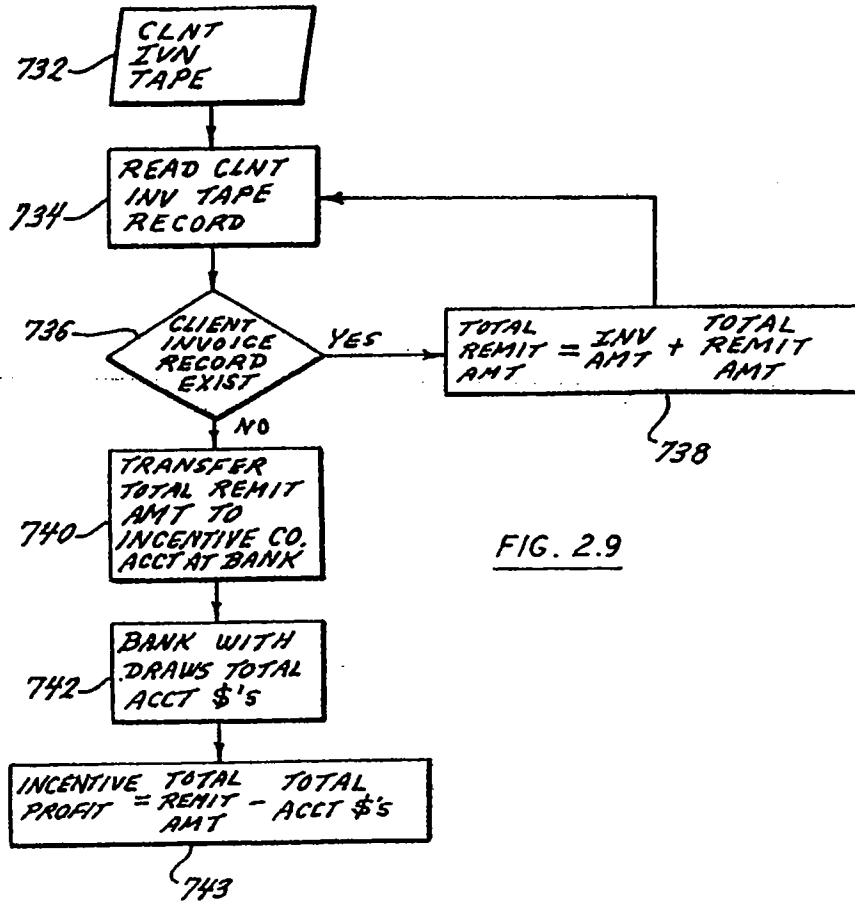 CLNT
IVN
TAPE
732
READ CLNT
INV TAPE
RECORD
734
CLIENT
INVOICE
RECORD
EXIST
736
YES
TOTAL
REMIT
AMT
= INV
AMT
+ TOTAL
REMIT
AMT
738
NO
TRANSFER
TOTAL REMIT
AMT TO
INCENTIVE CO.
ACCT AT BANK
740
FIG. 2.9
BANK WITH
DRAWS TOTAL
ACCT $'S
742
INCENTIVE
PROFIT
= TOTAL
REMIT
AMT
- TOTAL
ACCT $'S
743